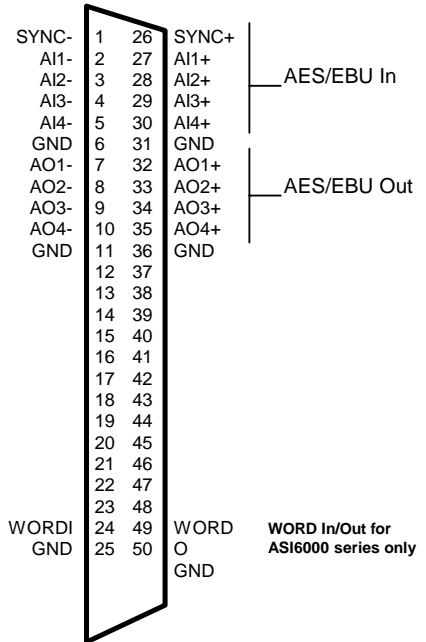 SYNC- 1 26 SYNC+
AI1- 2 27 AI1+
AI2- 3 28 AI2+ AES/EBU In
AI3- 4 29 AI3+
AI4- 5 30 AI4+
GND 6 31 GND
AO1- 7 32 AO1+
AO2- 8 33 AO2+ AES/EBU Out
AO3- 9 34 AO3+
AO4- 10 35 AO4+
GND 11 36 GND
12 37
13 38
14 39
15 40
16 41
17 42
18 43
19 44
20 45
21 46
22 47
23 48
WORDI 24 49 WORD WORD In/Out for
GND 25 50 O ASI6000 series only
GND